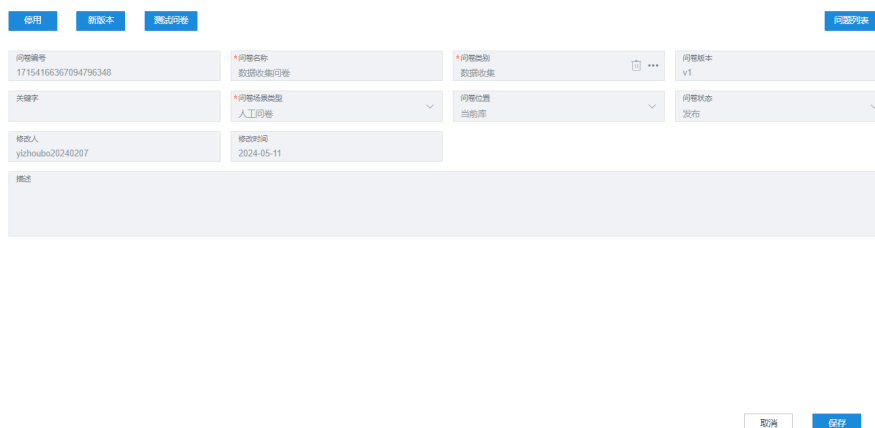 停用 新版本 测试问卷 问题列表
问卷编号 *问卷名称 *问卷类别 问卷版本
17154166367094796348 数据收集问卷 数据收集 v1
关键字 *问卷场景类型 问卷位置 问卷状态
人工问卷 当前库 发布
修改人 修改时间
yizhoubo20240207 2024-05-11
描述
取消 保存